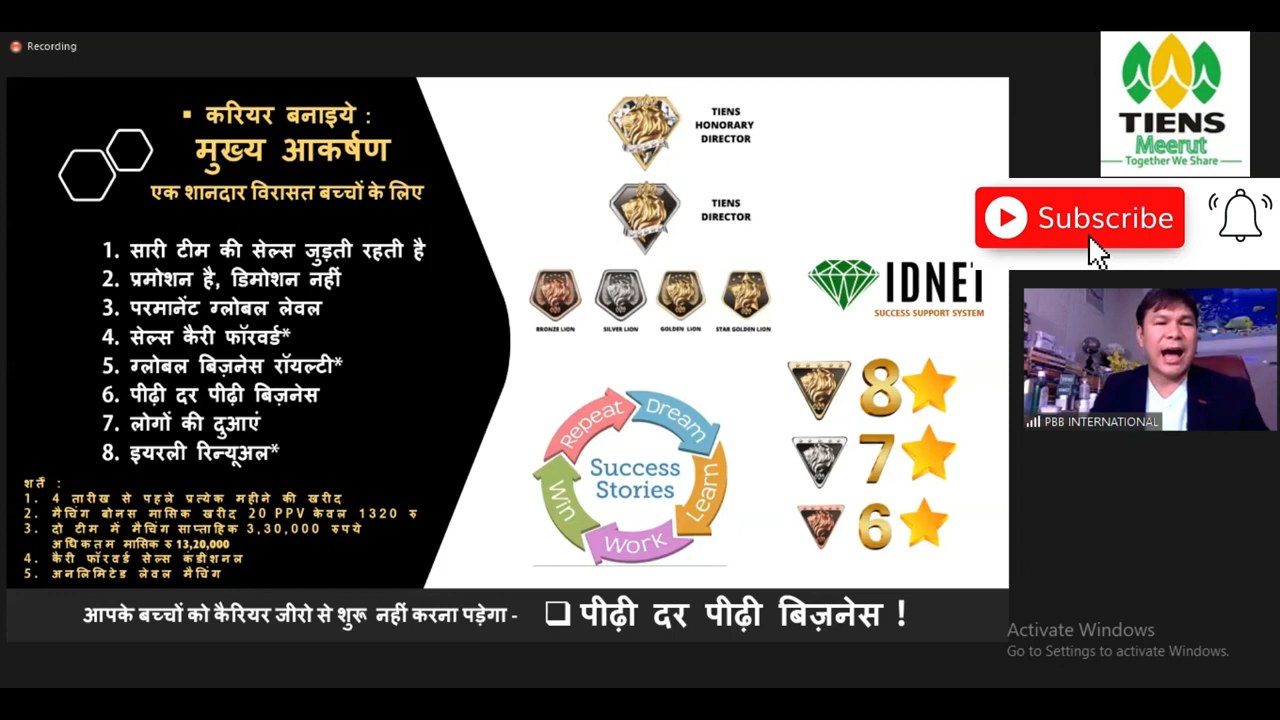 Recording
▪ करियर बनाइये :
मुख्य आकर्षण
एक शानदार विरासत बच्चों के लिए
1. सारी टीम की सेल्स जुड़ती रहती है
2. प्रमोशन है, डिमोशन नहीं
3. परमानेंट ग्लोबल लेवल
4. सेल्स कैरी फॉरवर्ड*
5. ग्लोबल बिज़नेस रॉयल्टी*
6. पीढ़ी दर पीढ़ी बिज़नेस
7. लोगों की दुआएं
8. इयरली रिन्यूअल*
शर्तें :
1. 4 तारीख से पहले प्रत्येक महीने की खरीद
2. मैचिंग बोनस मासिक खरीद 20 PPV केवल 1320 रु
3. दो टीम में मैचिंग साप्ताहिक 3,30,000 रुपये
अधिकतम मासिक रु 13,20,000
4. कैरी फॉरवर्ड सेल्स कंडीशनल
5. अनलिमिटेड लेवल मैचिंग
TIENS
HONORARY
DIRECTOR
TIENS
DIRECTOR
BRONZE LION
SILVER LION
GOLDEN LION
STAR GOLDEN LION
IDNET
SUCCESS SUPPORT SYSTEM
8
7
6
Repeat
Dream
Learn
Work
Win
Success
Stories
आपके बच्चों को कैरियर जीरो से शुरू नहीं करना पड़ेगा -
❑ पीढ़ी दर पीढ़ी बिज़नेस !
TIENS
Meerut
Together We Share
Subscribe
PBB INTERNATIONAL
Activate Windows
Go to Settings to activate Windows.